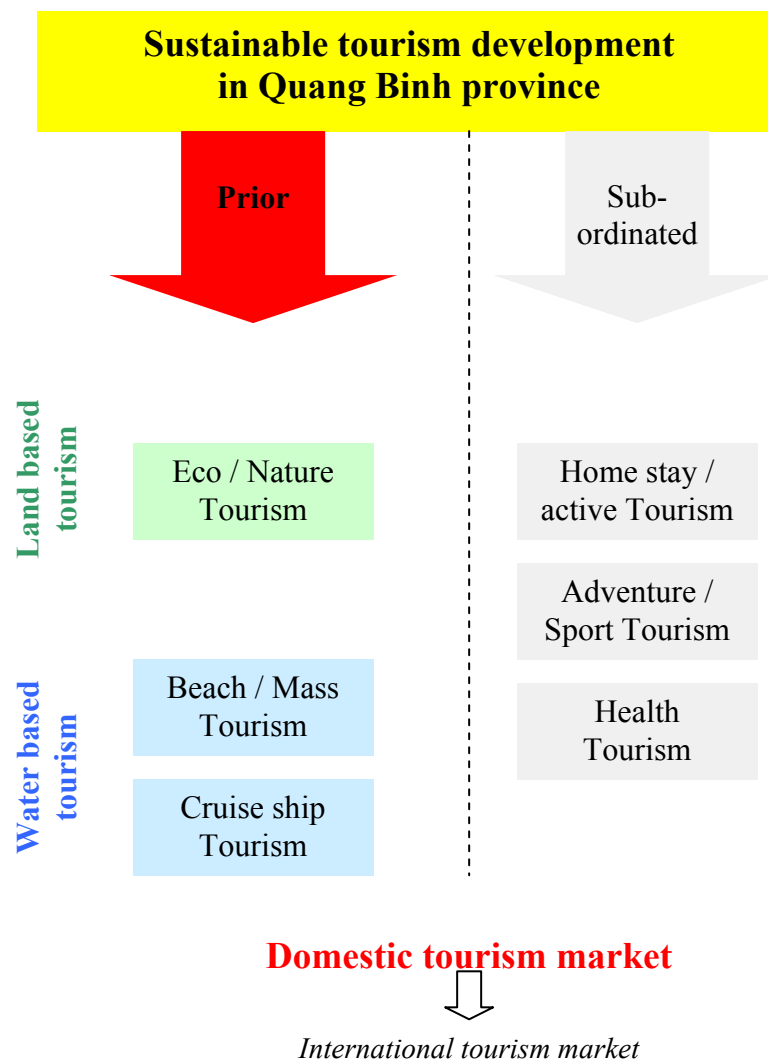 Sustainable tourism development
in Quang Binh province
Prior
Sub-
ordinated
Land based
tourism
Eco / Nature
Tourism
Home stay /
active Tourism
Adventure /
Sport Tourism
Water based
tourism
Beach / Mass
Tourism
Health
Tourism
Cruise ship
Tourism
Domestic tourism market
International tourism market